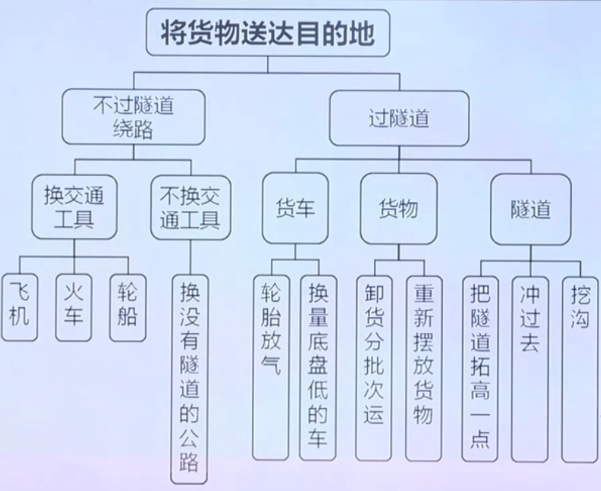 将货物送达目的地
不过隧道
绕路
过隧道
换交通
工具
不换交
通工具
货车
货物
隧道
飞机
火车
轮船
换没有隧道的公路
轮胎放气
换量底盘低的车
卸货分批次运
重新摆放货物
把隧道拓高一点
冲过去
挖沟